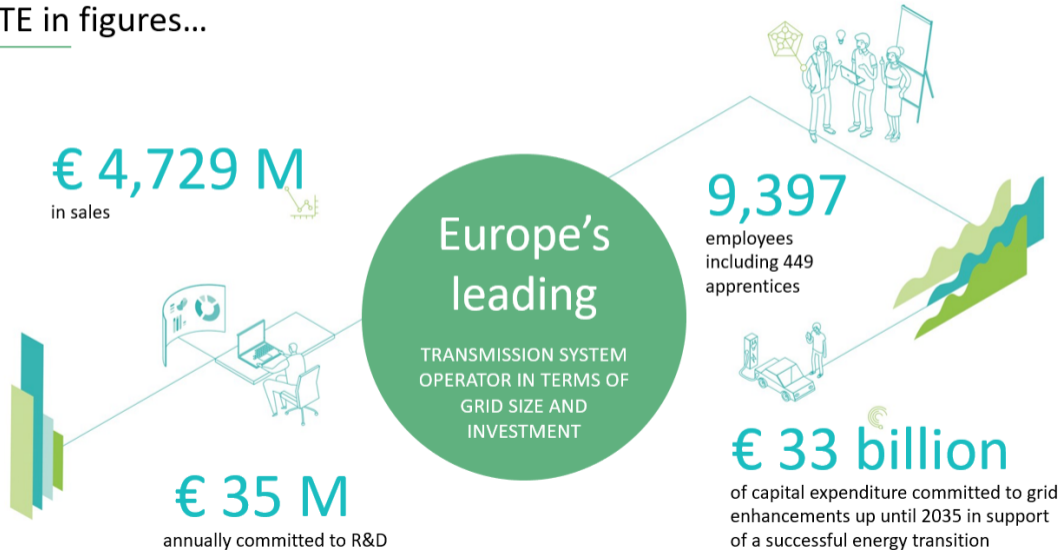 TE in figures...
€ 4,729 M
in sales
Europe's
leading
TRANSMISSION SYSTEM
OPERATOR IN TERMS OF
GRID SIZE AND
INVESTMENT
9,397
employees
including 449
apprentices
€ 35 M
annually committed to R&D
€ 33 billion
of capital expenditure committed to grid
enhancements up until 2035 in support
of a successful energy transition